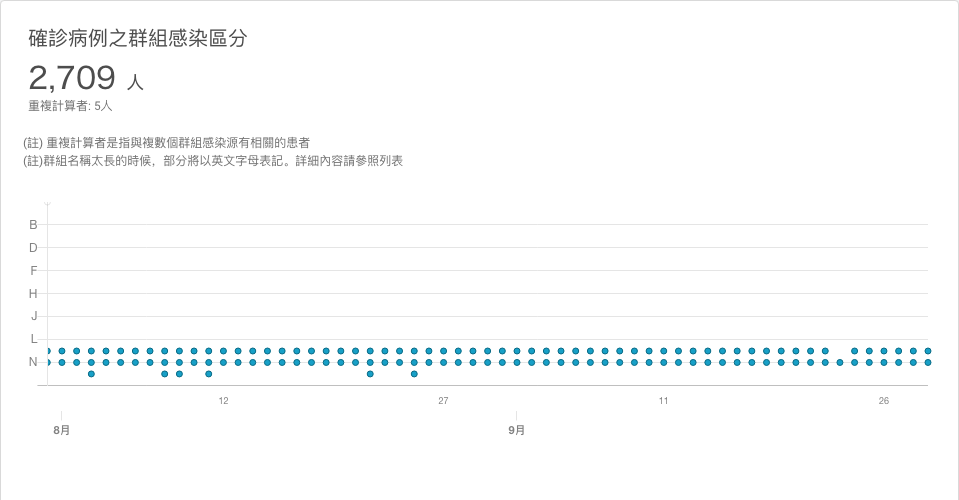 確診病例之群組感染區分
2,709 人
重複計算者: 5人
(註) 重複計算者是指與複數個群組感染源有相關的患者
(註)群組名稱太長的時候，部分將以英文字母表記。詳細內容請參照列表
B
D
F
H
J
L
N
12 27 11 26
8月 9月